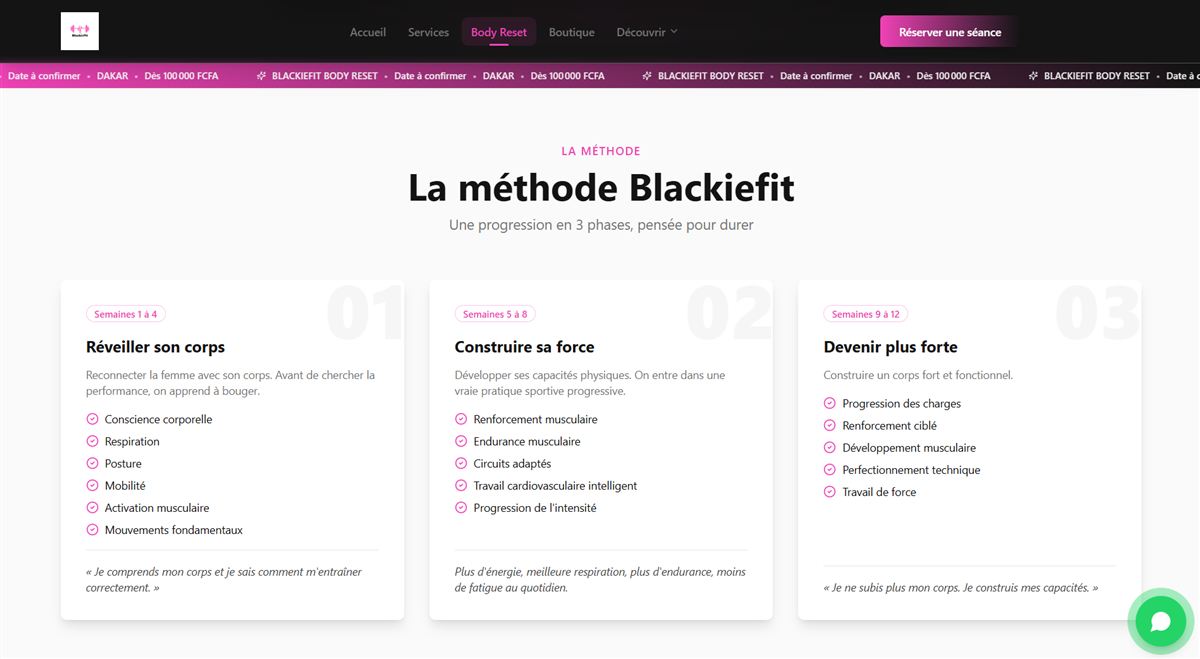 BlackieFit
Accueil Services Body Reset Boutique Découvrir
Réserver une séance
• Date à confirmer • DAKAR • Dès 100 000 FCFA BLACKIEFIT BODY RESET • Date à confirmer • DAKAR • Dès 100 000 FCFA BLACKIEFIT BODY RESET • Date à confirmer • DAKAR • Dès 100 000 FCFA BLACKIEFIT BODY RESET • Date à c
LA MÉTHODE
La méthode Blackiefit
Une progression en 3 phases, pensée pour durer
01
Semaines 1 à 4
Réveiller son corps
Reconnecter la femme avec son corps. Avant de chercher la
performance, on apprend à bouger.
Conscience corporelle
Respiration
Posture
Mobilité
Activation musculaire
Mouvements fondamentaux
« Je comprends mon corps et je sais comment m'entraîner
correctement. »
02
Semaines 5 à 8
Construire sa force
Développer ses capacités physiques. On entre dans une
vraie pratique sportive progressive.
Renforcement musculaire
Endurance musculaire
Circuits adaptés
Travail cardiovasculaire intelligent
Progression de l'intensité
Plus d'énergie, meilleure respiration, plus d'endurance, moins
de fatigue au quotidien.
03
Semaines 9 à 12
Devenir plus forte
Construire un corps fort et fonctionnel.
Progression des charges
Renforcement ciblé
Développement musculaire
Perfectionnement technique
Travail de force
« Je ne subis plus mon corps. Je construis mes capacités. »